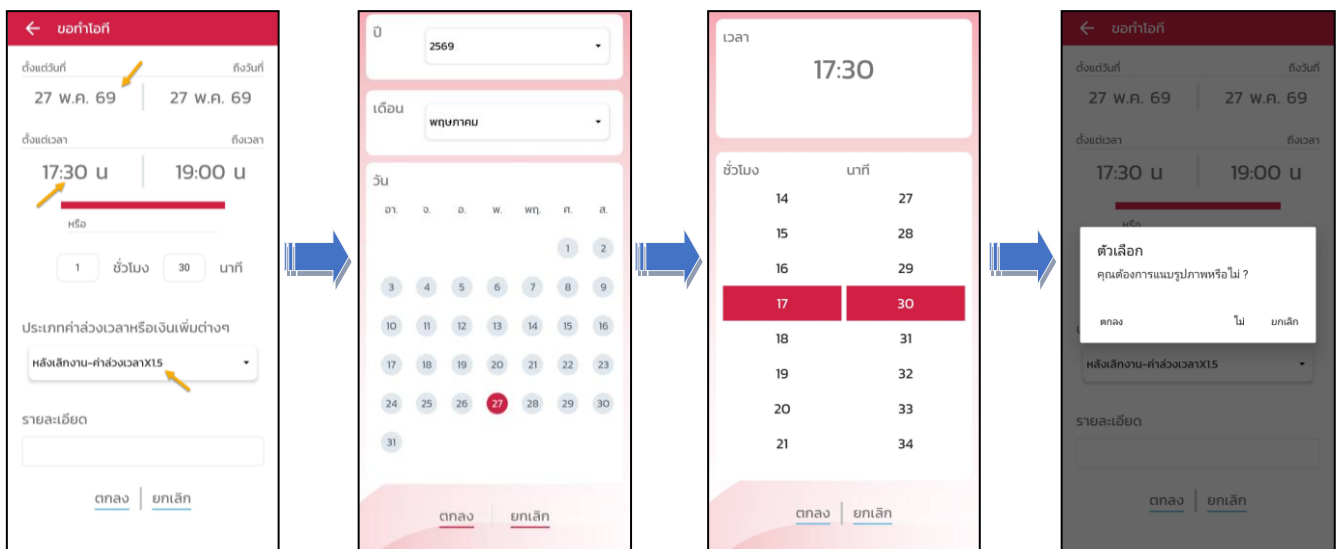 ขอทำโอที
ตั้งแต่วันที่ ถึงวันที่
27 พ.ค. 69 27 พ.ค. 69
ตั้งแต่เวลา ถึงเวลา
17:30 น 19:00 น
หรือ
1 ชั่วโมง 30 นาที
ประเภทค่าล่วงเวลาหรือเงินเพิ่มต่างๆ
หลังเลิกงาน-ค่าล่วงเวลาX1.5
รายละเอียด
ตกลง ยกเลิก
ปี
2569
เดือน
พฤษภาคม
วัน
อา. จ. อ. พ. พฤ. ศ. ส.
1 2
3 4 5 6 7 8 9
10 11 12 13 14 15 16
17 18 19 20 21 22 23
24 25 26 27 28 29 30
31
ตกลง ยกเลิก
เวลา
17:30
ชั่วโมง นาที
14 27
15 28
16 29
17 30
18 31
19 32
20 33
21 34
ตกลง ยกเลิก
ขอทำโอที
ตั้งแต่วันที่ ถึงวันที่
27 พ.ค. 69 27 พ.ค. 69
ตั้งแต่เวลา ถึงเวลา
17:30 น 19:00 น
หรือ
ตัวเลือก
คุณต้องการแนบรูปภาพหรือไม่ ?
ตกลง ไม่ ยกเลิก
หลังเลิกงาน-ค่าล่วงเวลาX1.5
รายละเอียด
ตกลง ยกเลิก